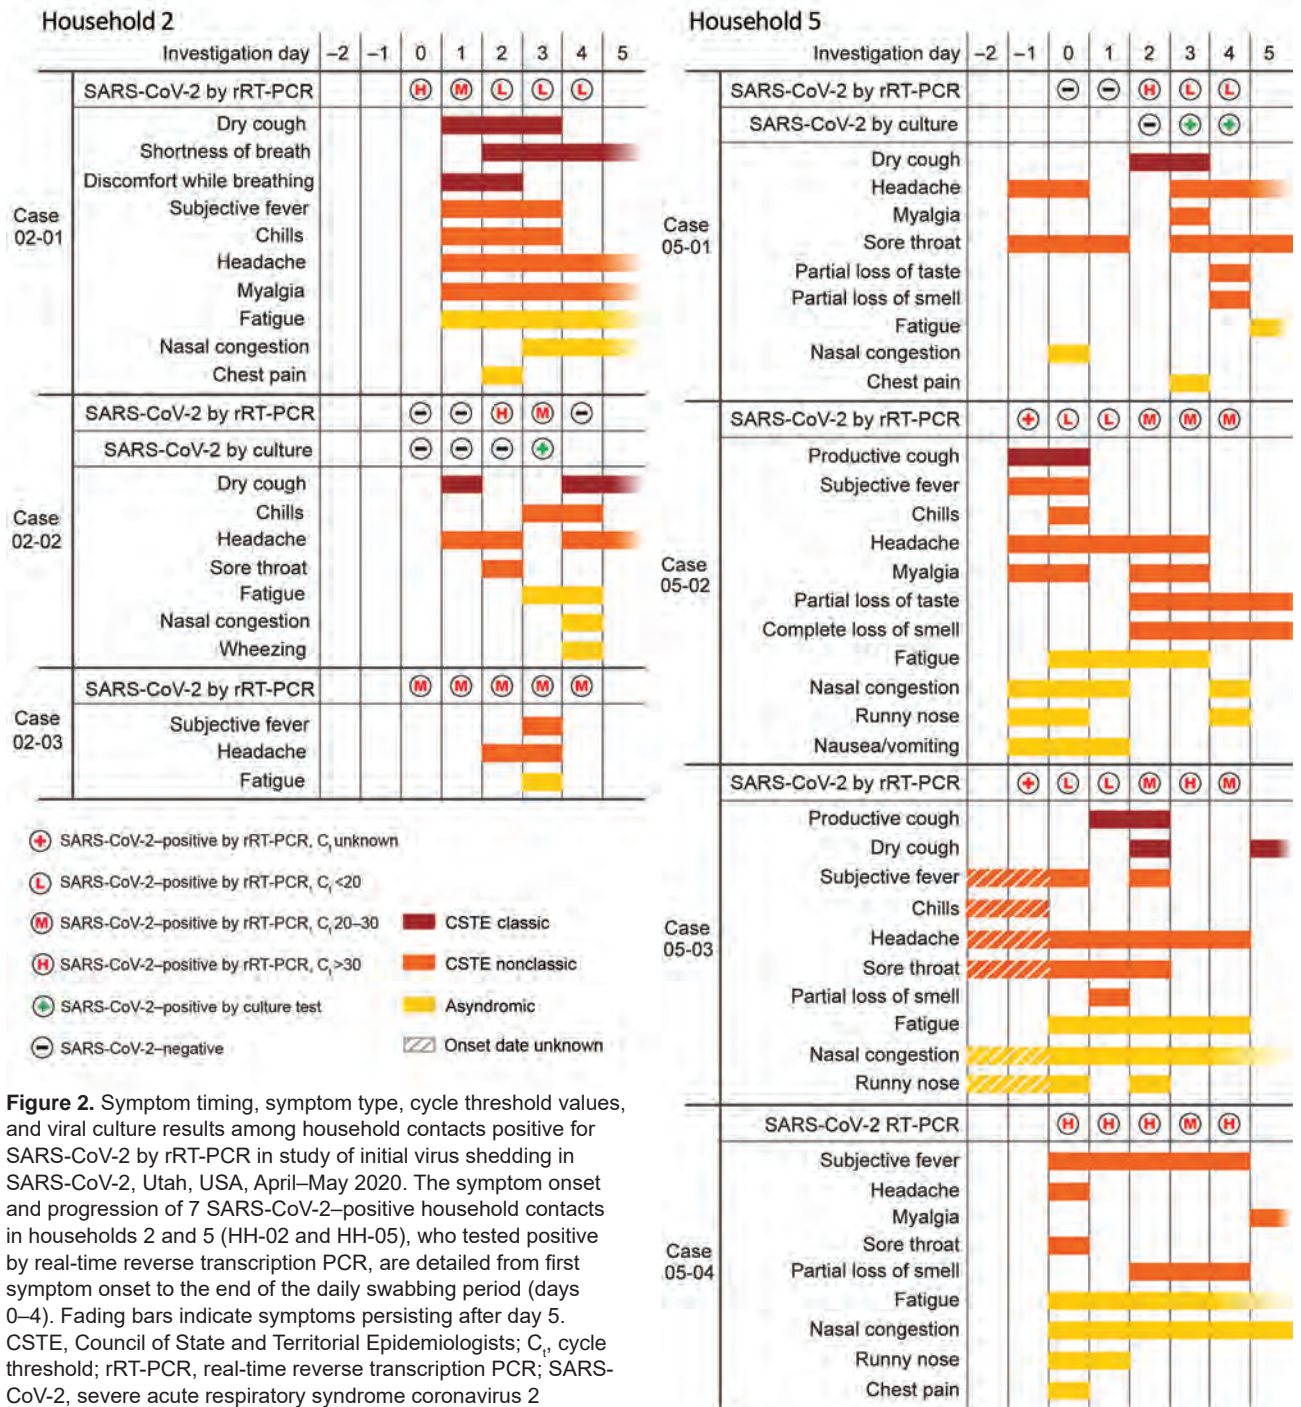 Household 2
Investigation day –2 –1 0 1 2 3 4 5
SARS-CoV-2 by rRT-PCR H M L L L
Dry cough
Shortness of breath
Discomfort while breathing
Subjective fever
Case
02-01
Chills
Headache
Myalgia
Fatigue
Nasal congestion
Chest pain
SARS-CoV-2 by rRT-PCR – – H M –
SARS-CoV-2 by culture – – – +
Dry cough
Case
02-02
Chills
Headache
Sore throat
Fatigue
Nasal congestion
Wheezing
SARS-CoV-2 by rRT-PCR M M M M M
Case
02-03
Subjective fever
Headache
Fatigue
+ SARS-CoV-2–positive by rRT-PCR, Ct unknown
L SARS-CoV-2–positive by rRT-PCR, Ct <20
M SARS-CoV-2–positive by rRT-PCR, Ct 20–30
H SARS-CoV-2–positive by rRT-PCR, Ct >30
+ SARS-CoV-2–positive by culture test
– SARS-CoV-2–negative
CSTE classic
CSTE nonclassic
Asyndromic
Onset date unknown
Figure 2. Symptom timing, symptom type, cycle threshold values,
and viral culture results among household contacts positive for
SARS-CoV-2 by rRT-PCR in study of initial virus shedding in
SARS-CoV-2, Utah, USA, April–May 2020. The symptom onset
and progression of 7 SARS-CoV-2–positive household contacts
in households 2 and 5 (HH-02 and HH-05), who tested positive
by real-time reverse transcription PCR, are detailed from first
symptom onset to the end of the daily swabbing period (days
0–4). Fading bars indicate symptoms persisting after day 5.
CSTE, Council of State and Territorial Epidemiologists; Ct, cycle
threshold; rRT-PCR, real-time reverse transcription PCR; SARS-
CoV-2, severe acute respiratory syndrome coronavirus 2
Household 5
Investigation day –2 –1 0 1 2 3 4 5
SARS-CoV-2 by rRT-PCR – – H L L
SARS-CoV-2 by culture – + +
Dry cough
Headache
Myalgia
Case
05-01
Sore throat
Partial loss of taste
Partial loss of smell
Fatigue
Nasal congestion
Chest pain
SARS-CoV-2 by rRT-PCR + L L M M M
Productive cough
Subjective fever
Chills
Headache
Case
05-02
Myalgia
Partial loss of taste
Complete loss of smell
Fatigue
Nasal congestion
Runny nose
Nausea/vomiting
SARS-CoV-2 by rRT-PCR + L L M H M
Productive cough
Dry cough
Subjective fever
Chills
Case
05-03
Headache
Sore throat
Partial loss of smell
Fatigue
Nasal congestion
Runny nose
SARS-CoV-2 RT-PCR H H H M H
Subjective fever
Headache
Myalgia
Case
05-04
Sore throat
Partial loss of smell
Fatigue
Nasal congestion
Runny nose
Chest pain